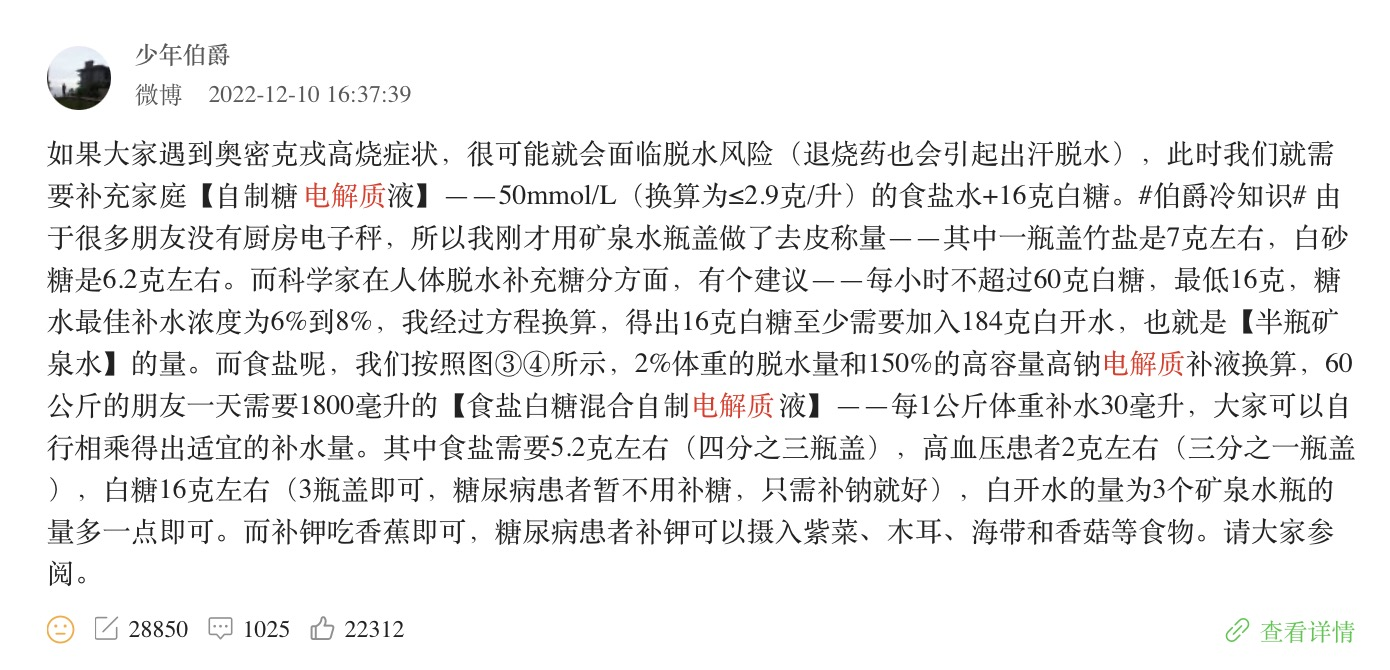 少年伯爵
微博 2022-12-10 16:37:39
如果大家遇到奥密克戎高烧症状，很可能就会面临脱水风险（退烧药也会引起出汗脱水），此时我们就需
要补充家庭【自制糖 电解质液】——50mmol/L（换算为≤2.9克/升）的食盐水+16克白糖。#伯爵冷知识# 由
于很多朋友没有厨房电子秤，所以我刚才用矿泉水瓶盖做了去皮称量——其中一瓶盖竹盐是7克左右，白砂
糖是6.2克左右。而科学家在人体脱水补充糖分方面，有个建议——每小时不超过60克白糖，最低16克，糖
水最佳补水浓度为6%到8%，我经过方程换算，得出16克白糖至少需要加入184克白开水，也就是【半瓶矿
泉水】的量。而食盐呢，我们按照图③④所示，2%体重的脱水量和150%的高容量高钠电解质补液换算，60
公斤的朋友一天需要1800毫升的【食盐白糖混合自制电解质 液】——每1公斤体重补水30毫升，大家可以自
行相乘得出适宜的补水量。其中食盐需要5.2克左右（四分之三瓶盖），高血压患者2克左右（三分之一瓶盖
），白糖16克左右（3瓶盖即可，糖尿病患者暂不用补糖，只需补钠就好），白开水的量为3个矿泉水瓶的
量多一点即可。而补钾吃香蕉即可，糖尿病患者补钾可以摄入紫菜、木耳、海带和香菇等食物。请大家参
阅。
28850 1025 22312 查看详情